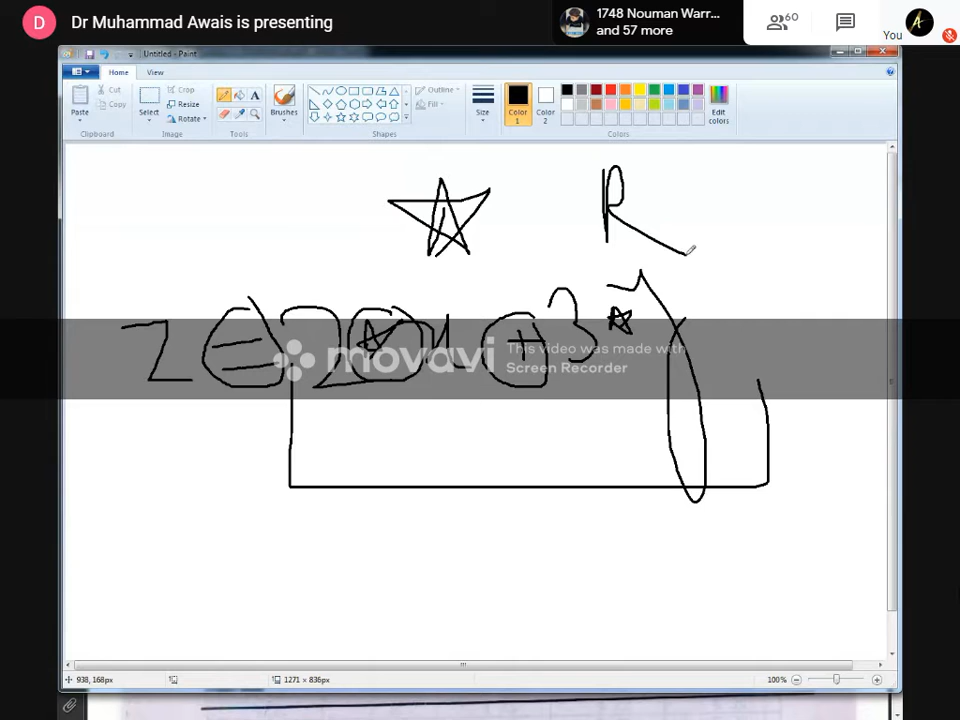 D Dr Muhammad Awais is presenting
1748 Nouman Warr...
and 57 more
60
You
A
Untitled - Paint
Home View
Paste
Cut
Copy
Clipboard
Select
Crop
Resize
Rotate
Image
Tools
Brushes
Shapes
Outline
Fill
Size
Color 1
Color 2
Colors
Edit colors
R
Z = 2 * x + 3 * y
movavi
This video was made with
Screen Recorder
938, 168px
1271 × 836px
100%